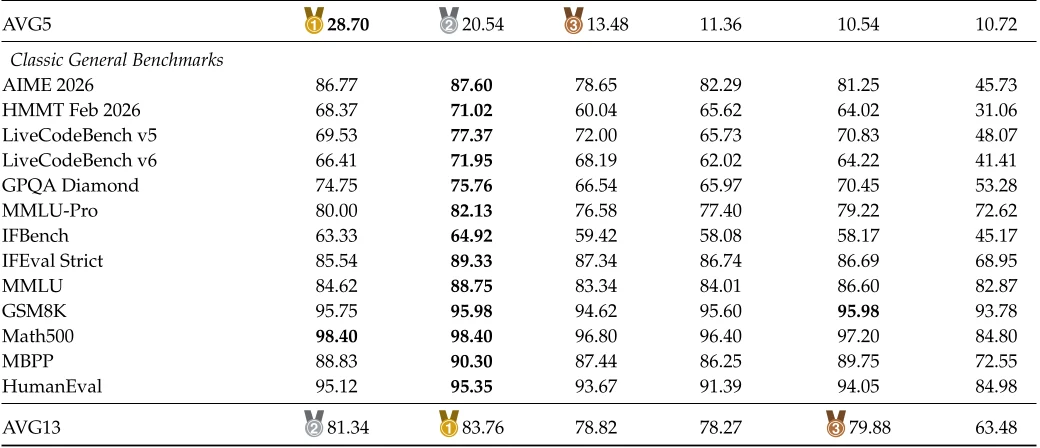 AVG5 1 28.70 2 20.54 3 13.48 11.36 10.54 10.72
Classic General Benchmarks
AIME 2026 86.77 87.60 78.65 82.29 81.25 45.73
HMMT Feb 2026 68.37 71.02 60.04 65.62 64.02 31.06
LiveCodeBench v5 69.53 77.37 72.00 65.73 70.83 48.07
LiveCodeBench v6 66.41 71.95 68.19 62.02 64.22 41.41
GPQA Diamond 74.75 75.76 66.54 65.97 70.45 53.28
MMLU-Pro 80.00 82.13 76.58 77.40 79.22 72.62
IFBench 63.33 64.92 59.42 58.08 58.17 45.17
IFEval Strict 85.54 89.33 87.34 86.74 86.69 68.95
MMLU 84.62 88.75 83.34 84.01 86.60 82.87
GSM8K 95.75 95.98 94.62 95.60 95.98 93.78
Math500 98.40 98.40 96.80 96.40 97.20 84.80
MBPP 88.83 90.30 87.44 86.25 89.75 72.55
HumanEval 95.12 95.35 93.67 91.39 94.05 84.98
AVG13 2 81.34 1 83.76 78.82 78.27 3 79.88 63.48